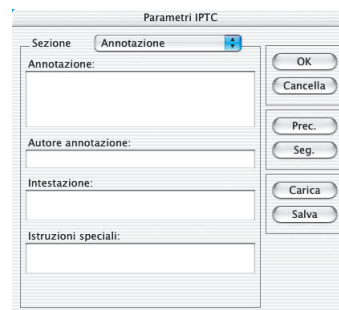 Parametri IPTC
Sezione Annotazione
Annotazione:
Autore annotazione:
Intestazione:
Istruzioni speciali:
OK
Cancella
Prec.
Seg.
Carica
Salva